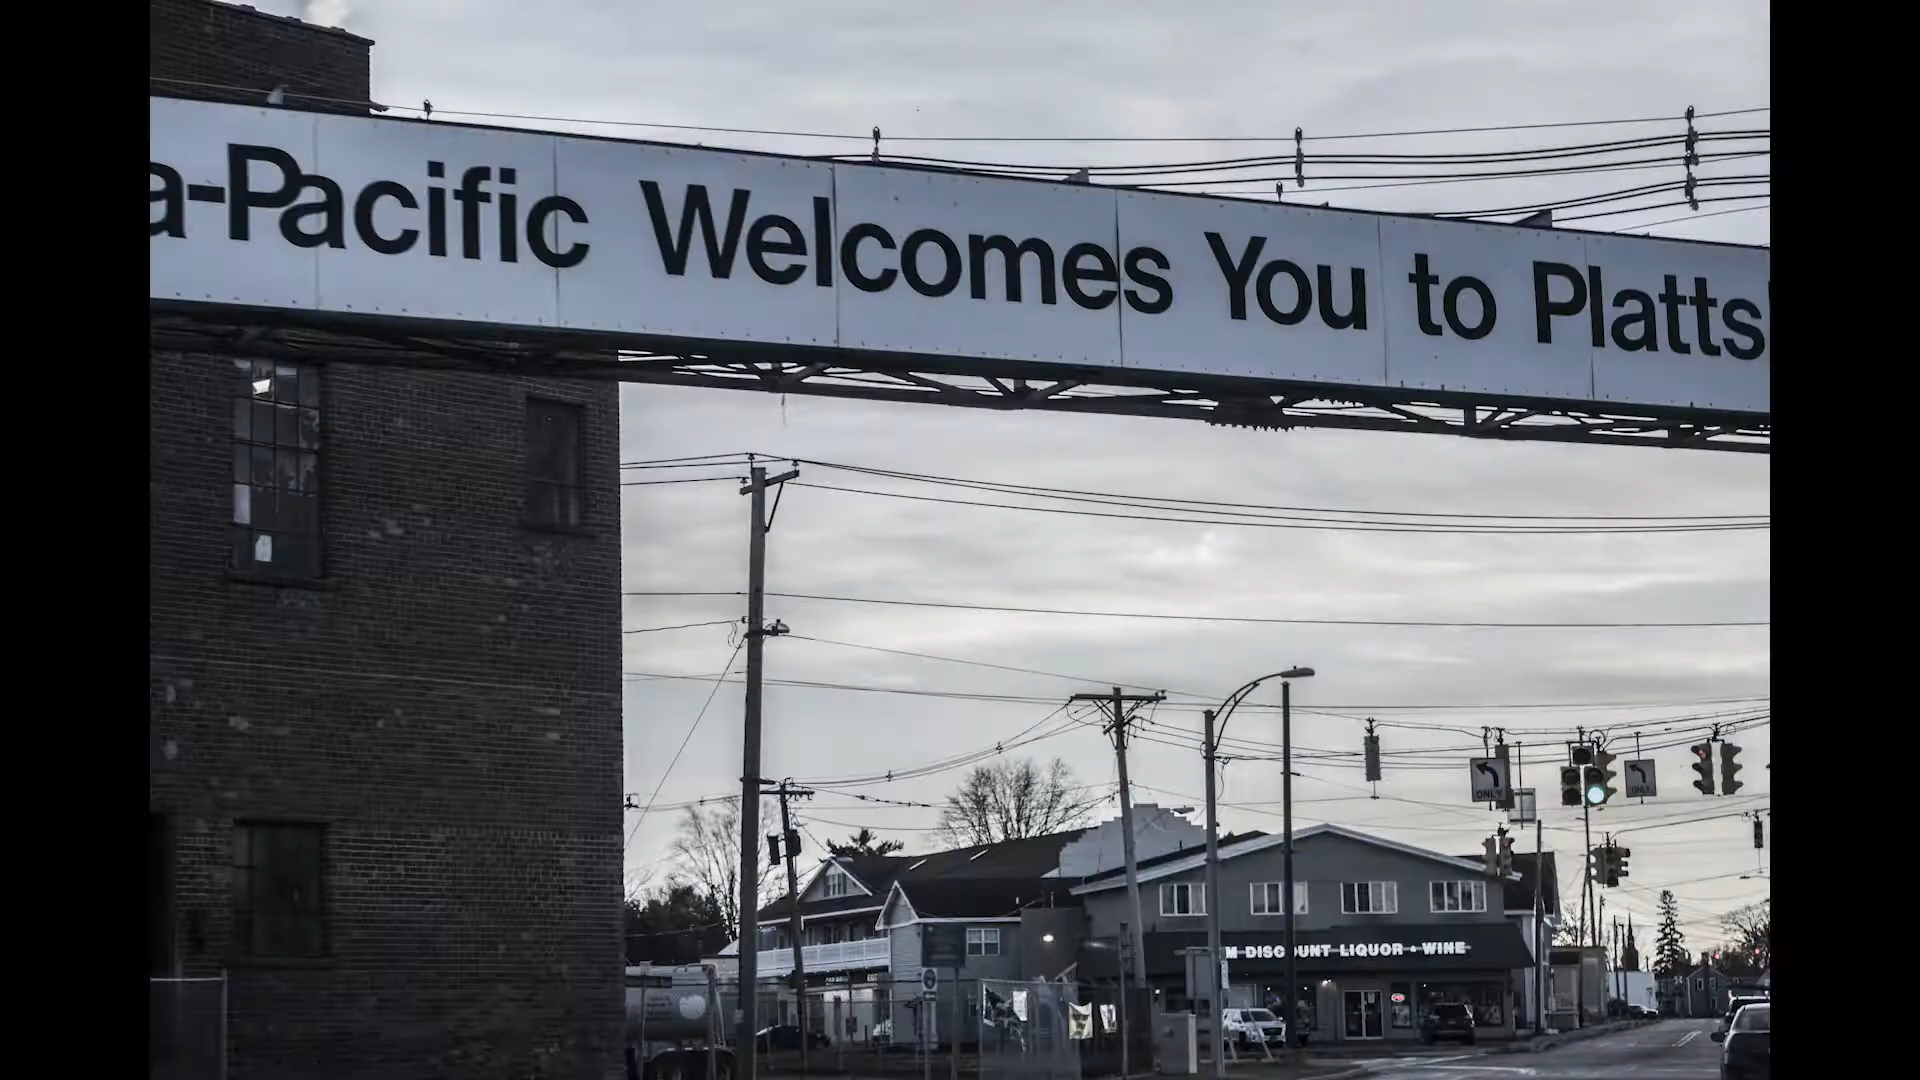 a-Pacific Welcomes You to Platts
ONLY
ONLY
M DISCOUNT LIQUOR & WINE